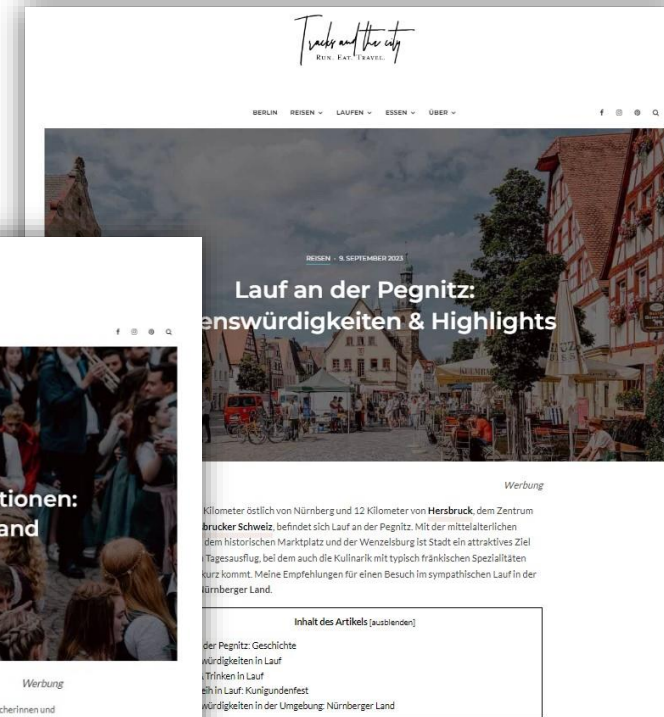 Tracks and the city
RUN. EAT. TRAVEL.
BERLIN REISEN LAUFEN ESSEN ÜBER
REISEN · 9. SEPTEMBER 2023
Lauf an der Pegnitz:
enswürdigkeiten & Highlights
Werbung
Kilometer östlich von Nürnberg und 12 Kilometer von Hersbruck, dem Zentrum
sbrucker Schweiz, befindet sich Lauf an der Pegnitz. Mit der mittelalterlichen
dem historischen Marktplatz und der Wenzelsburg ist Stadt ein attraktives Ziel
Tagesausflug, bei dem auch die Kulinarik mit typisch fränkischen Spezialitäten
kurz kommt. Meine Empfehlungen für einen Besuch im sympathischen Lauf in der
Nürnberger Land.
Inhalt des Artikels [ausblenden]
der Pegnitz: Geschichte
würdigkeiten in Lauf
Trinken in Lauf
eih in Lauf: Kunigundenfest
würdigkeiten in der Umgebung: Nürnberger Land
tionen:
and
Werbung
cherinnen und